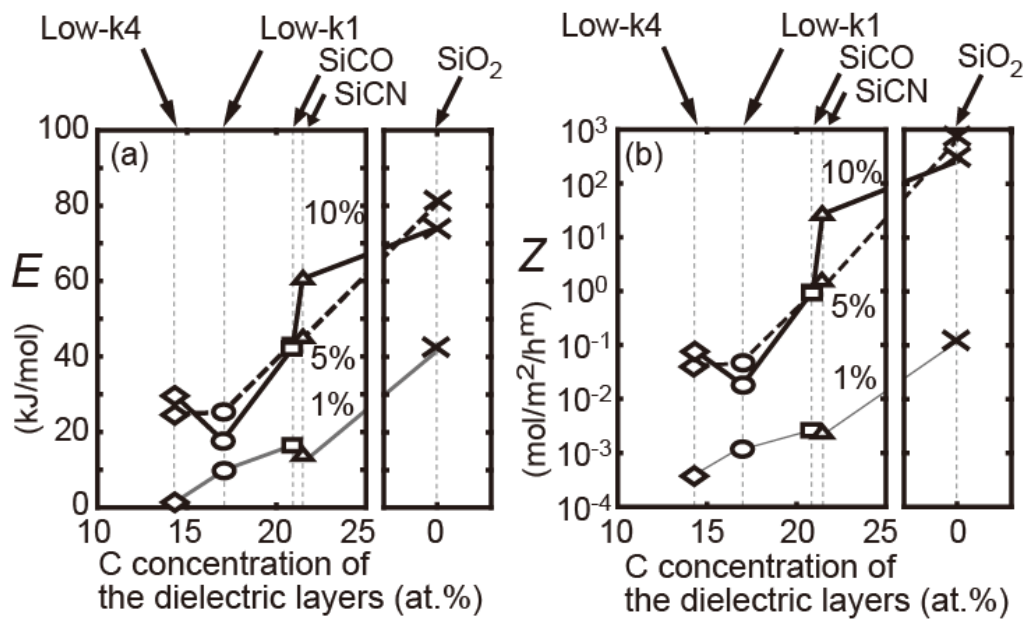 Low-k4
Low-k1
SiCO
SiCN
SiO2
100
80
60
40
20
0
E
(kJ/mol)
(a)
10%
5%
1%
10
15
20
25
0
C concentration of
the dielectric layers (at.%)
Low-k4
Low-k1
SiCO
SiCN
SiO2
10³
10²
10¹
10⁰
10⁻¹
10⁻²
10⁻³
10⁻⁴
Z
(mol/m²/hᵐ)
(b)
10%
5%
1%
10
15
20
25
0
C concentration of
the dielectric layers (at.%)